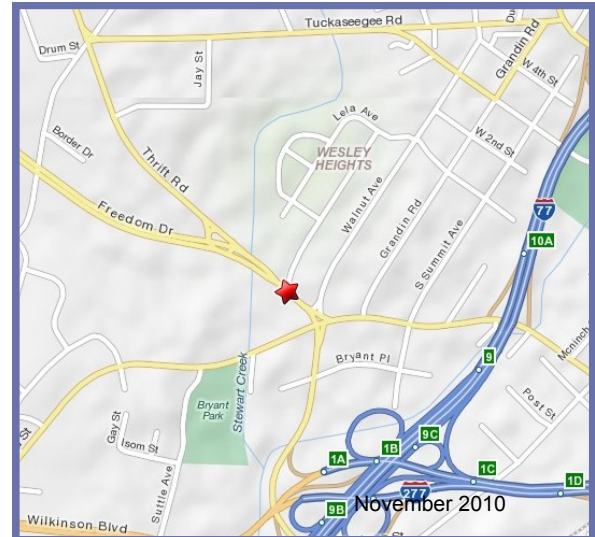 Tuckaseegee Rd
Grandin Rd
Du
Drum St
Jay St
W 4th St
Lela Ave
Border Dr
W 2nd St
WESLEY
HEIGHTS
Thrift Rd
Walnut Ave
Freedom Dr
Grandin Rd
S Summit Ave
77
10A
Bryant Pl
9
Mcninch
Stewart Creek
Bryant
Park
Post St
St
Gay St
Isom St
9C
1B
1A
1C
1D
Suttle Ave
277
9B
November 2010
Wilkinson Blvd